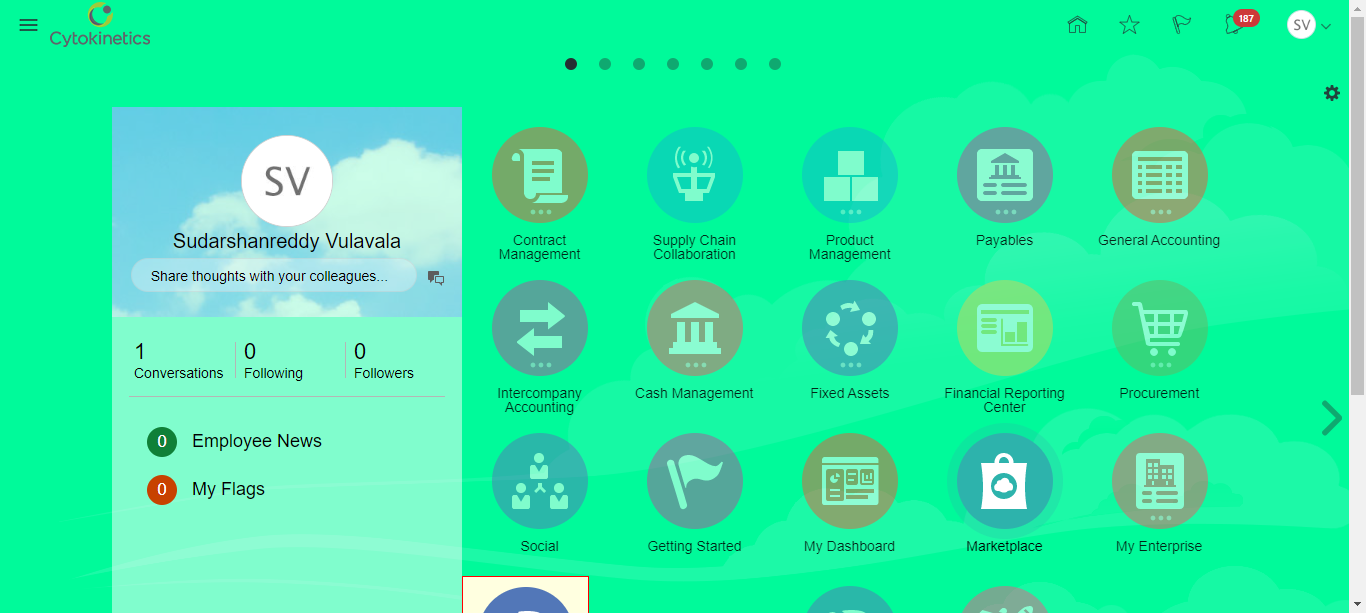 Cytokinetics
187
SV
SV
Sudarshanreddy Vulavala
Share thoughts with your colleagues...
1
Conversations
0
Following
0
Followers
0 Employee News
0 My Flags
Contract
Management
Supply Chain
Collaboration
Product
Management
Payables
General Accounting
Intercompany
Accounting
Cash Management
Fixed Assets
Financial Reporting
Center
Procurement
Social
Getting Started
My Dashboard
Marketplace
My Enterprise